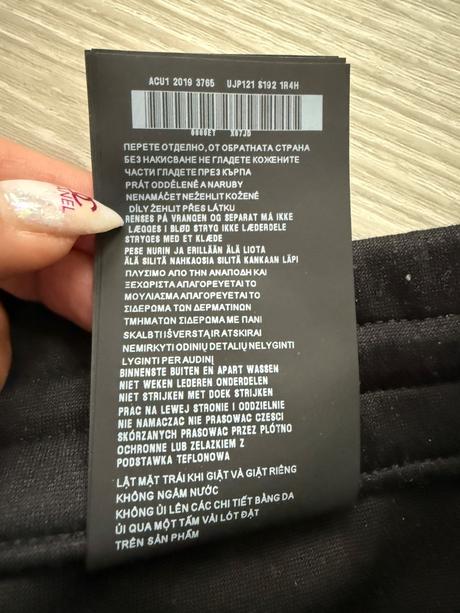 ACU1 2019 3765 UJP121 S192 1R4H
X67JD
ПЕРЕТЕ ОТДЕЛНО,ОТ ОБРАТНАТА СТРАНА
БЕЗ НАКИСВАНЕ НЕ ГЛАДЕТЕ КОЖЕНИТЕ
ЧАСТИ ГЛАДЕТЕ ПРЕЗ КЪРПА
PRÁT ODDĚLENĚ A NARUBY
NENAMÁČET NEŽEHLIT KOŽENÉ
DÍLY ŽEHLIT PŘES LÁTKU
RENSES PÅ VRANGEN OG SEPARAT MÅ IKKE
LÆGGES I BLØD STRYG IKKE LÆDERDELE
STRYGES MED ET KLÆDE
PESE NURIN JA ERILLÄÄN ÄLÄ LIOTA
ÄLÄ SILITÄ NAHKAOSIA SILITÄ KANKAAN LÄPI
ΠΛΥΣΙΜΟ ΑΠΟ ΤΗΝ ΑΝΑΠΟΔΗ ΚΑΙ
ΞΕΧΩΡΙΣΤΑ ΑΠΑΓΟΡΕΥΕΤΑΙ ΤΟ
ΜΟΥΛΙΑΣΜΑ ΑΠΑΓΟΡΕΥΕΤΑΙ ΤΟ
ΣΙΔΕΡΩΜΑ ΤΩΝ ΔΕΡΜΑΤΙΝΩΝ
ΤΜΗΜΑΤΩΝ ΣΙΔΕΡΩΜΑ ΜΕ ΠΑΝΙ
SKALBTI IŠVERSTĄ IR ATSKIRAI
NEMIRKYTI ODINIŲ DETALIŲ NELYGINTI
LYGINTI PER AUDINĮ
BINNENSTE BUITEN EN APART WASSEN
NIET WEKEN LEDEREN ONDERDELEN
NIET STRIJKEN MET DOEK STRIJKEN
PRAĆ NA LEWEJ STRONIE I ODDZIELNIE
NIE NAMACZAĆ NIE PRASOWAĆ CZĘŚCI
SKÓRZANYCH PRASOWAĆ PRZEZ PŁÓTNO
OCHRONNE LUB ŻELAZKIEM Z
PODSTAWKĄ TEFLONOWĄ
LẬT MẶT TRÁI KHI GIẶT VÀ GIẶT RIÊNG
KHÔNG NGÂM NƯỚC
KHÔNG ỦI LÊN CÁC CHI TIẾT BẰNG DA
ỦI QUA MỘT TẤM VẢI LÓT ĐẶT
TRÊN SẢN PHẨM